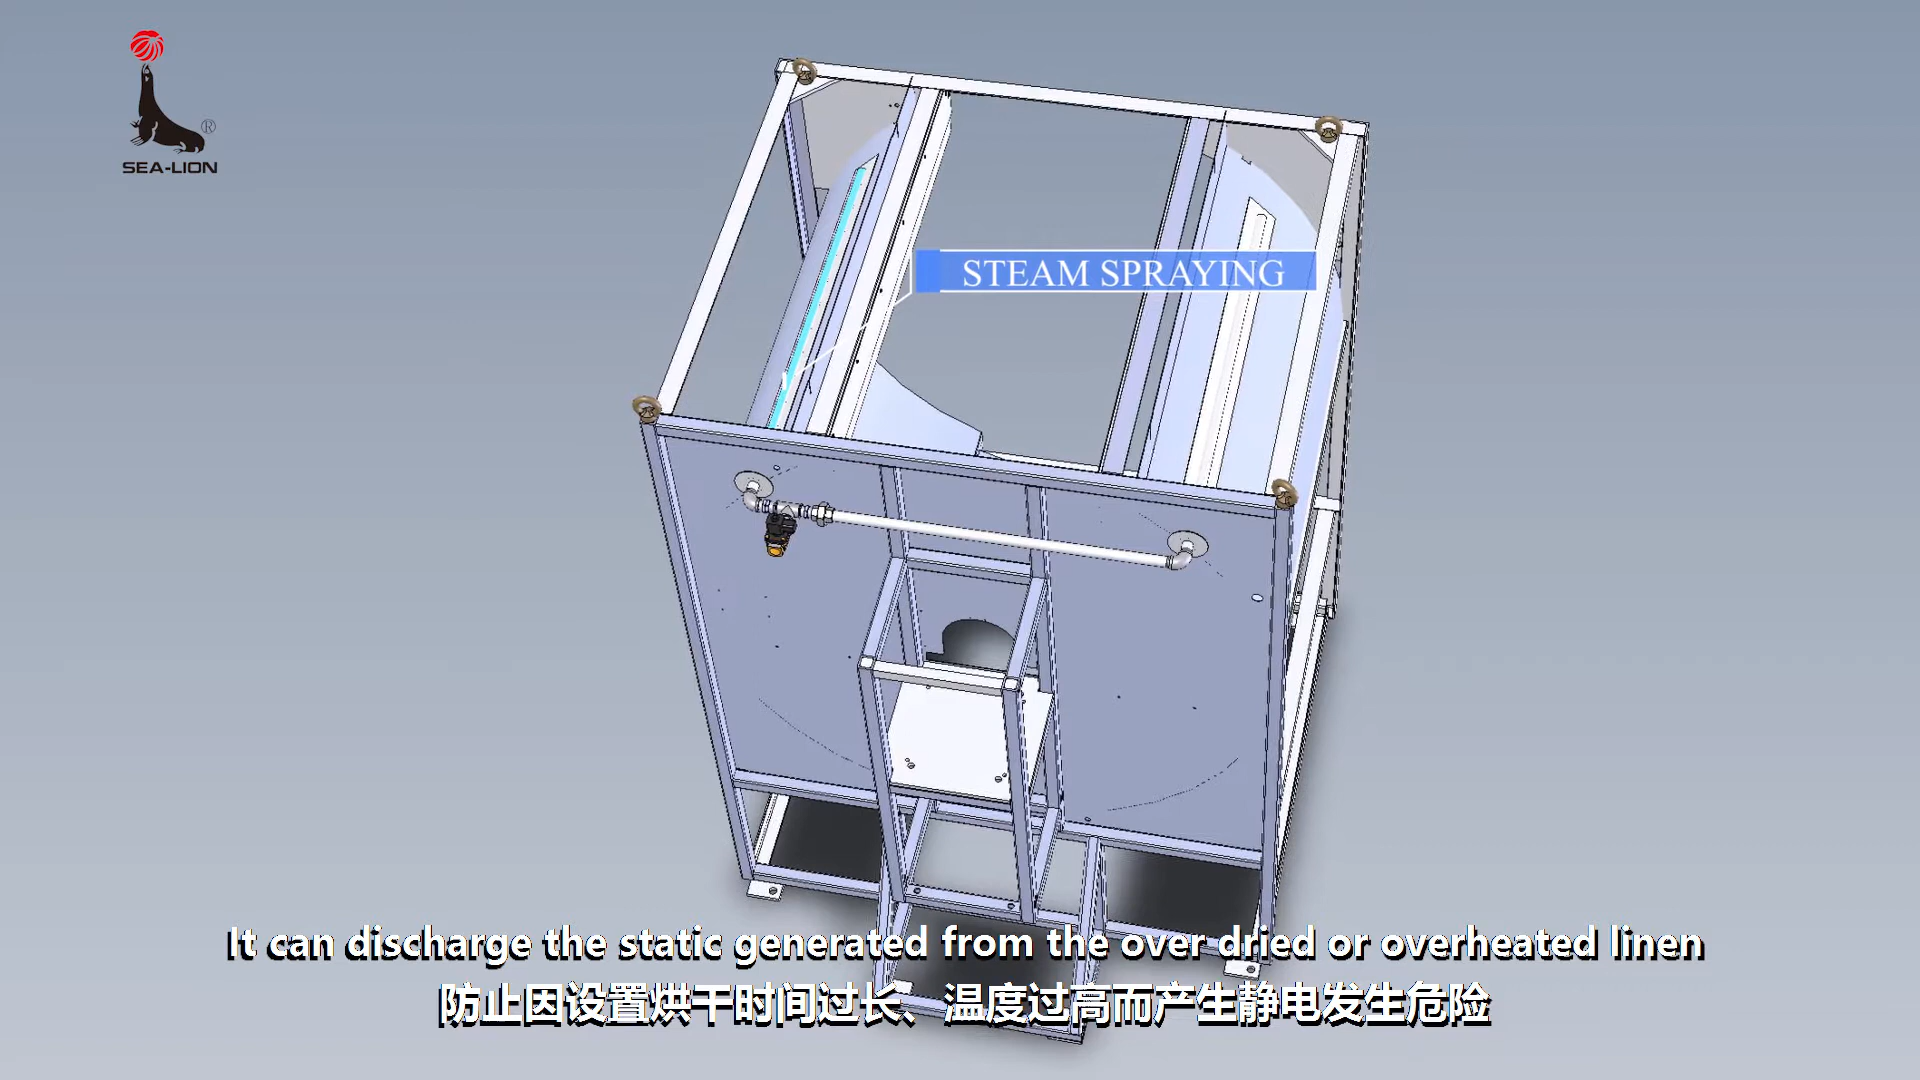 ®
SEA-LION
STEAM SPRAYING
It can discharge the static generated from the over dried or overheated linen
防止因设置烘干时间过长、温度过高而产生静电发生危险